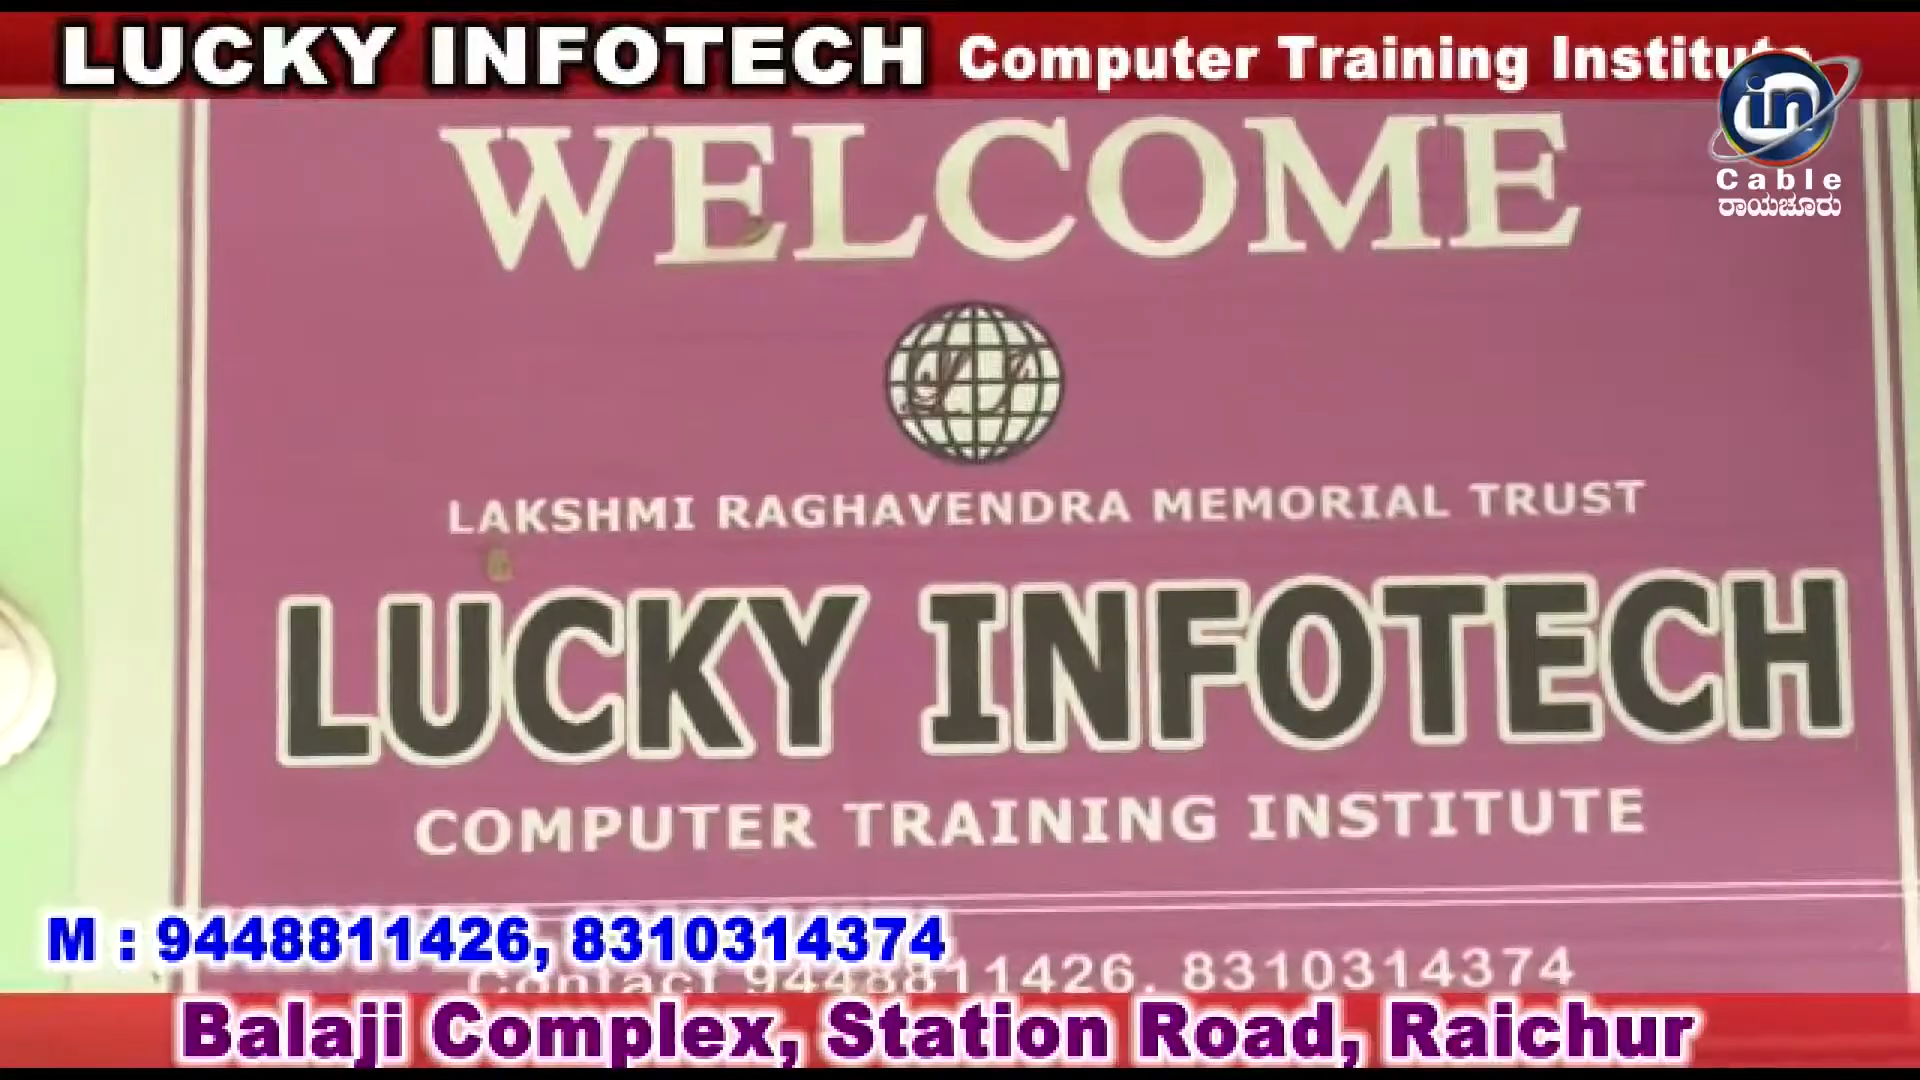 LUCKY INFOTECH Computer Training Institute
in
Cable
ರಾಯಚೂರು
WELCOME
LAKSHMI RAGHAVENDRA MEMORIAL TRUST
LUCKY INFOTECH
COMPUTER TRAINING INSTITUTE
M : 9448811426, 8310314374
Contact 9448811426, 8310314374
Balaji Complex, Station Road, Raichur